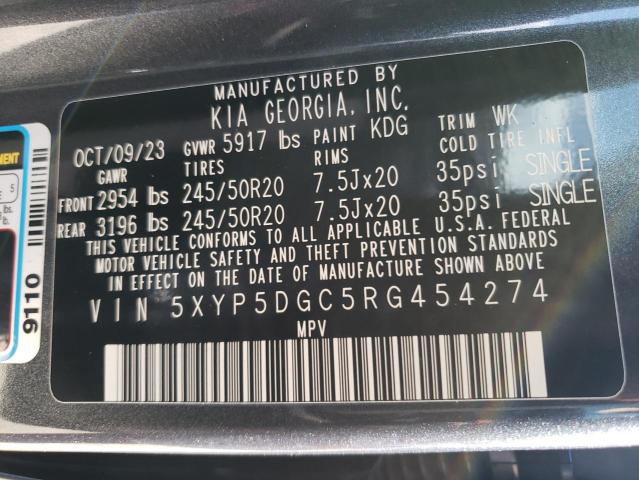 MANUFACTURED BY
KIA GEORGIA, INC.
OCT/09/23 GVWR 5917 lbs PAINT KDG TRIM WK
GAWR TIRES RIMS COLD TIRE INFL
FRONT 2954 lbs 245/50R20 7.5Jx20 35psi SINGLE
REAR 3196 lbs 245/50R20 7.5Jx20 35psi SINGLE
THIS VEHICLE CONFORMS TO ALL APPLICABLE U.S.A. FEDERAL
MOTOR VEHICLE SAFETY AND THEFT PREVENTION STANDARDS
IN EFFECT ON THE DATE OF MANUFACTURE SHOWN ABOVE.
VIN 5XYP5DGC5RG454274
MPV
9110
5
lbs.
lb.